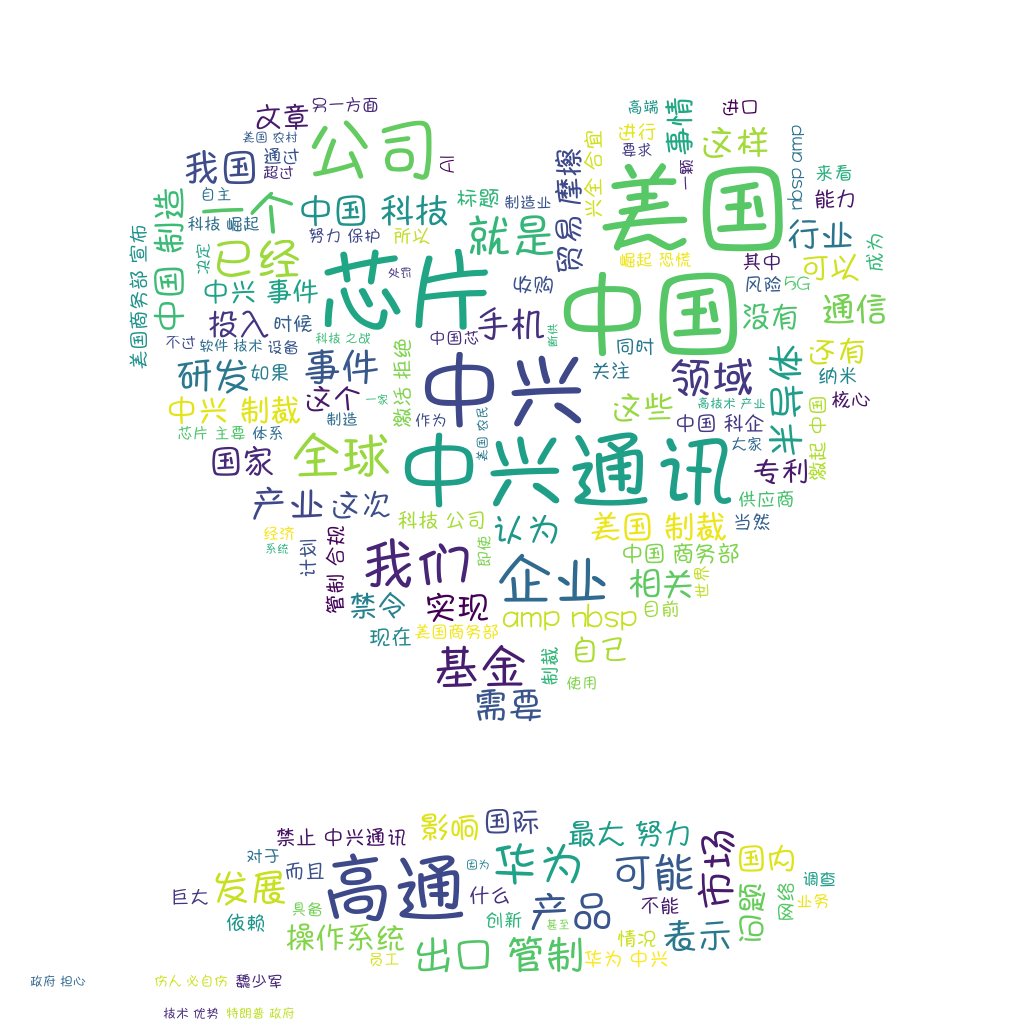 文章 另一方面
高端 事情 进口
美国 农村
公司
进行 要求
这样
nbsp amp
我国
通过
超过
AI
摩擦
兴全 合宜
一颗
美国
来看
能力
自主
一个
中国 科技
标题
制造业
就是
贸易
行业
成为
中国 制造
科技 崛起
努力 保护
所以
美国商务部 宣布
决定
已经
芯片
处罚
崛起 恐慌
其中
可以
中兴 事件
收购
中国
风险
5G
投入
时候
中国芯
手机
断供
没有
通信
不过
软件 技术
设备
科技 之战
同时
还有
研发
如果
事件
激活 拒绝
中兴
关注
领域
半导体
纳米
中兴 制裁
这个
一家
制造
作为
美国 农民
这些
高技术 产业
中国 科企
核心
芯片 主要
体系
大家
激起 中国
国家
全球
中兴通讯
专利
产业
这次
供应商
科技 公司
认为
美国 制裁
当然
经济
系统
计划
管制 合规
我们
即使
中国 商务部
企业
相关
世界
禁令
实现
amp nbsp
目前
现在
美国商务部
自己
基金
制裁
使用
需要
禁止 中兴通讯
影响
国际
最大 努力
市场
对于
而且
高通
因为
华为
可能
国内
巨大
发展
什么
产品
不能
调查
依赖
具备
创新
甚至
问题
网络
业务
操作系统
出口 管制
情况
表示
员工
华为 中兴
政府 担心
伤人 必自伤
魏少军
技术 优势
特朗普 政府